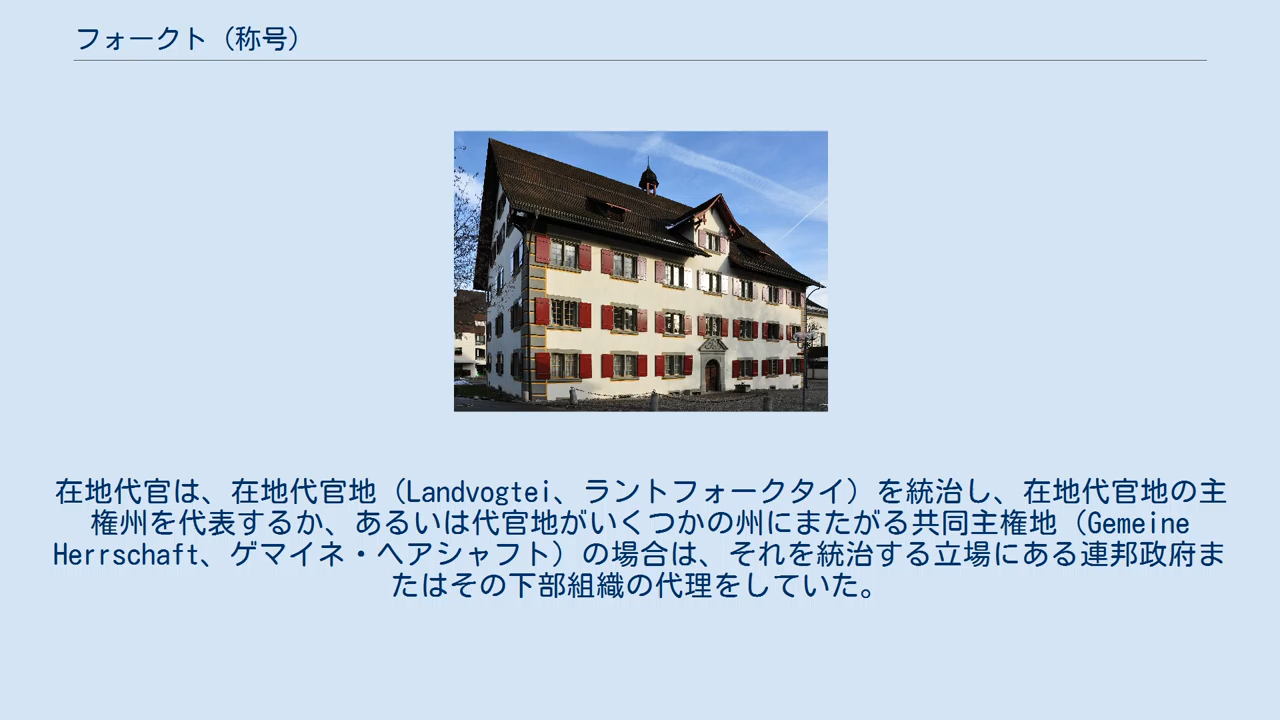 フォークト（称号）
在地代官は、在地代官地（Landvogtei、ラントフォークタイ）を統治し、在地代官地の主
権州を代表するか、あるいは代官地がいくつかの州にまたがる共同主権地（Gemeine
Herrschaft、ゲマイネ・ヘアシャフト）の場合は、それを統治する立場にある連邦政府ま
たはその下部組織の代理をしていた。